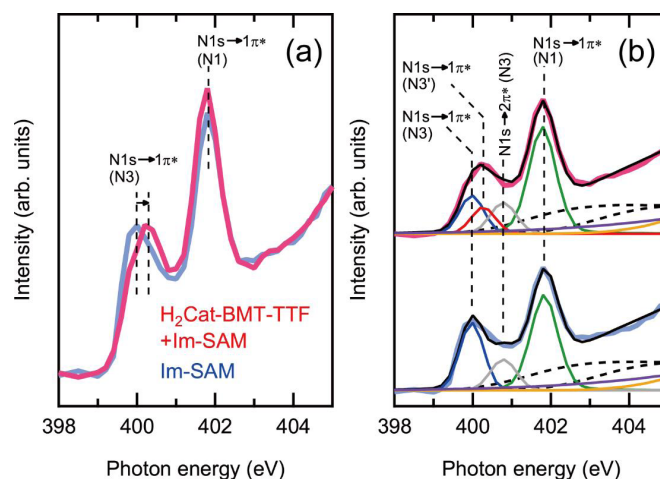 N1s→1π*
(N1)
(a)
N1s→1π*
(N3)
H₂Cat-BMT-TTF
+Im-SAM
Im-SAM
Intensity (arb. units)
398 400 402 404
Photon energy (eV)
N1s→1π*
(N1)
(b)
N1s→1π*
(N3')
N1s→1π*
(N3)
N1s→2π* (N3)
Intensity (arb. units)
398 400 402 404
Photon energy (eV)